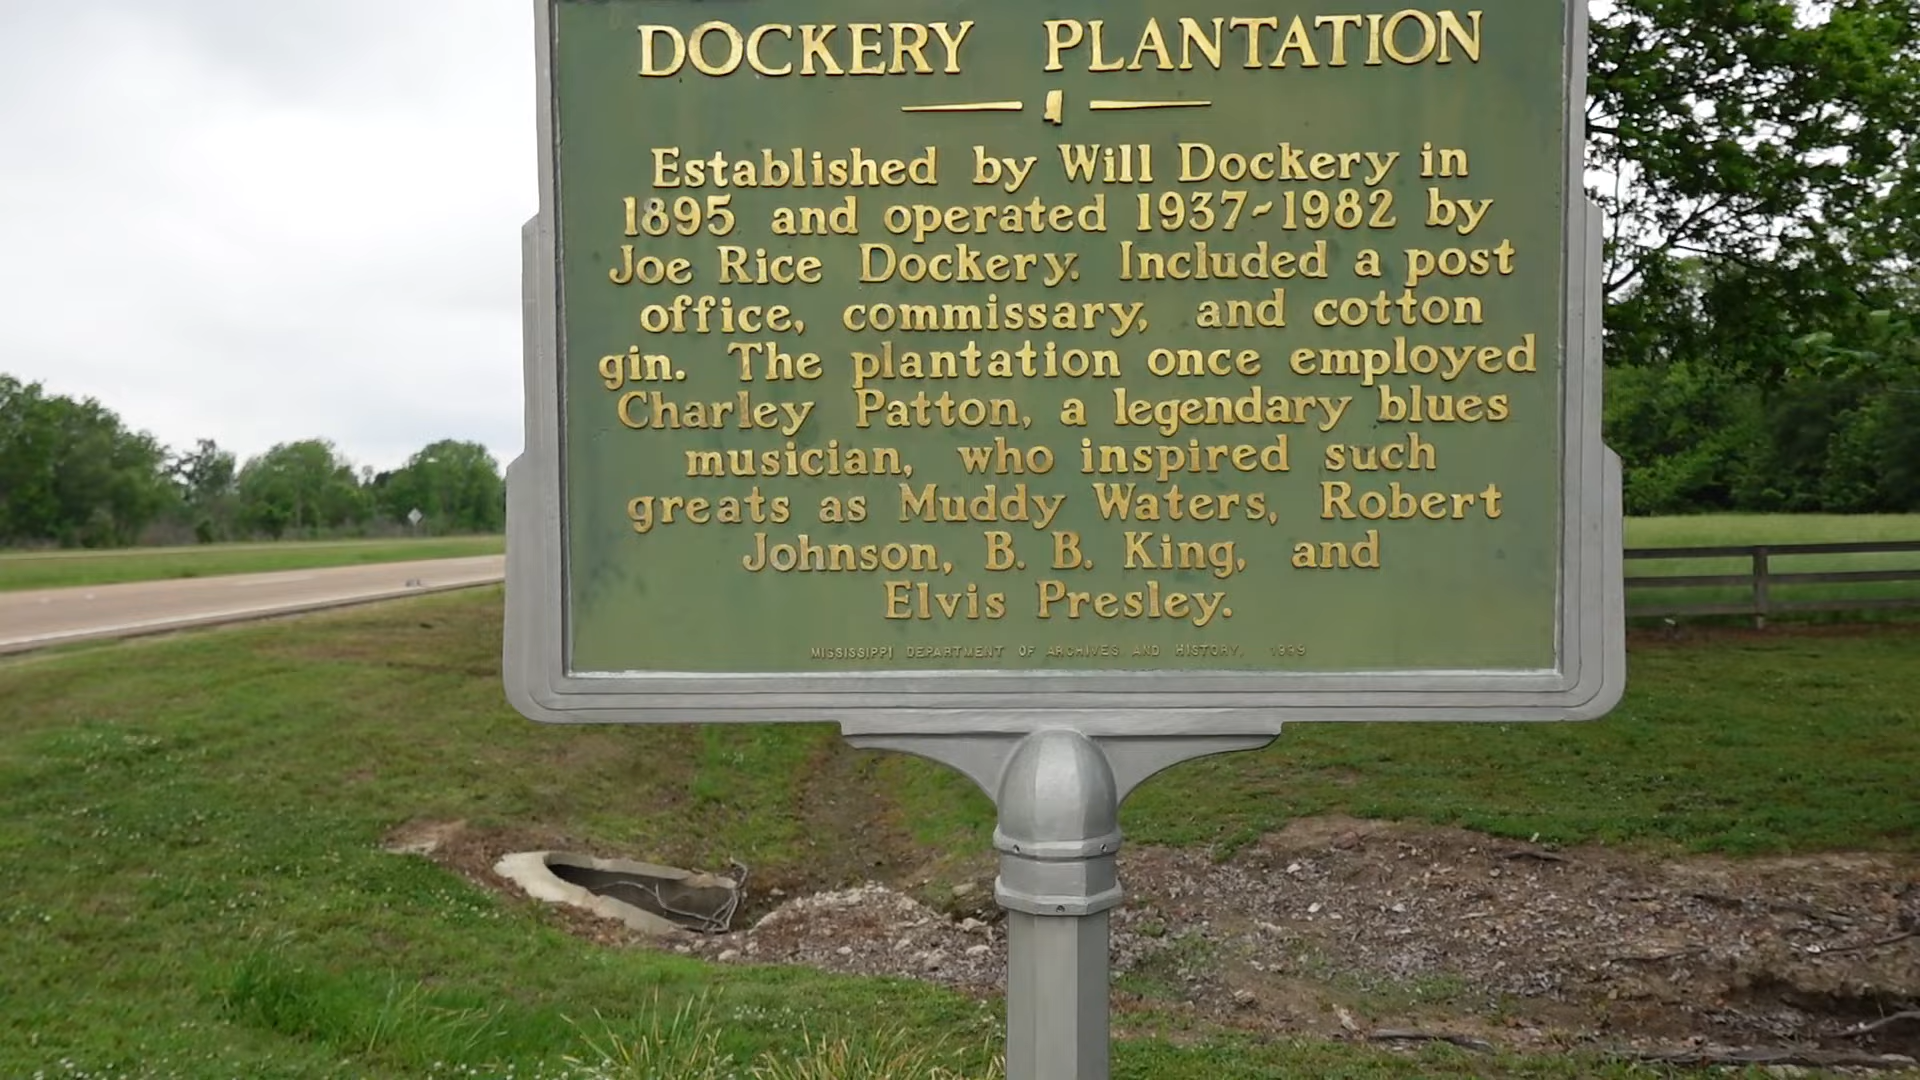 DOCKERY PLANTATION
Established by Will Dockery in
1895 and operated 1937-1982 by
Joe Rice Dockery. Included a post
office, commissary, and cotton
gin. The plantation once employed
Charley Patton, a legendary blues
musician, who inspired such
greats as Muddy Waters, Robert
Johnson, B. B. King, and
Elvis Presley.
MISSISSIPPI DEPARTMENT OF ARCHIVES AND HISTORY, 1999